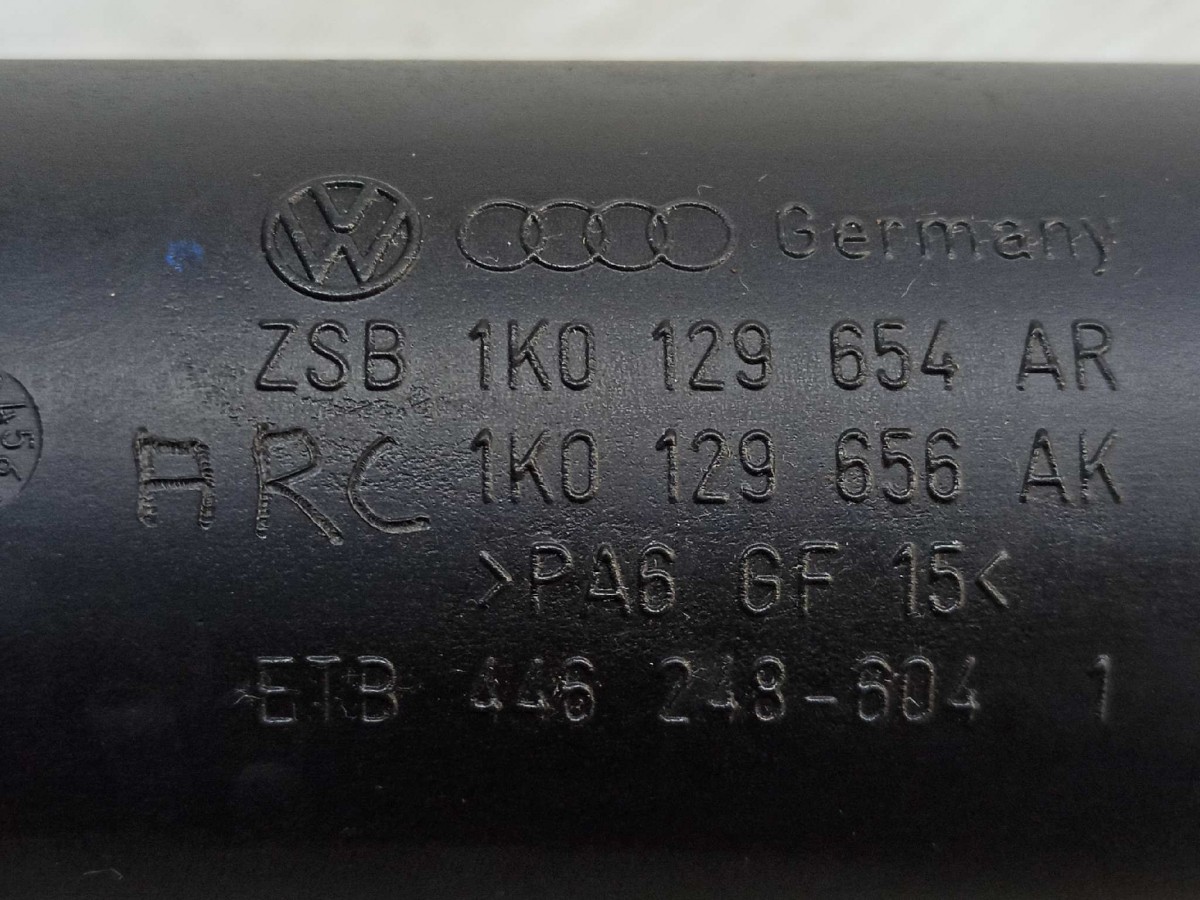 Germany
ZSB 1K0 129 654 AR
ARC 1K0 129 656 AK
>PA6 GF 15<
ETB 446 248-604 1
456